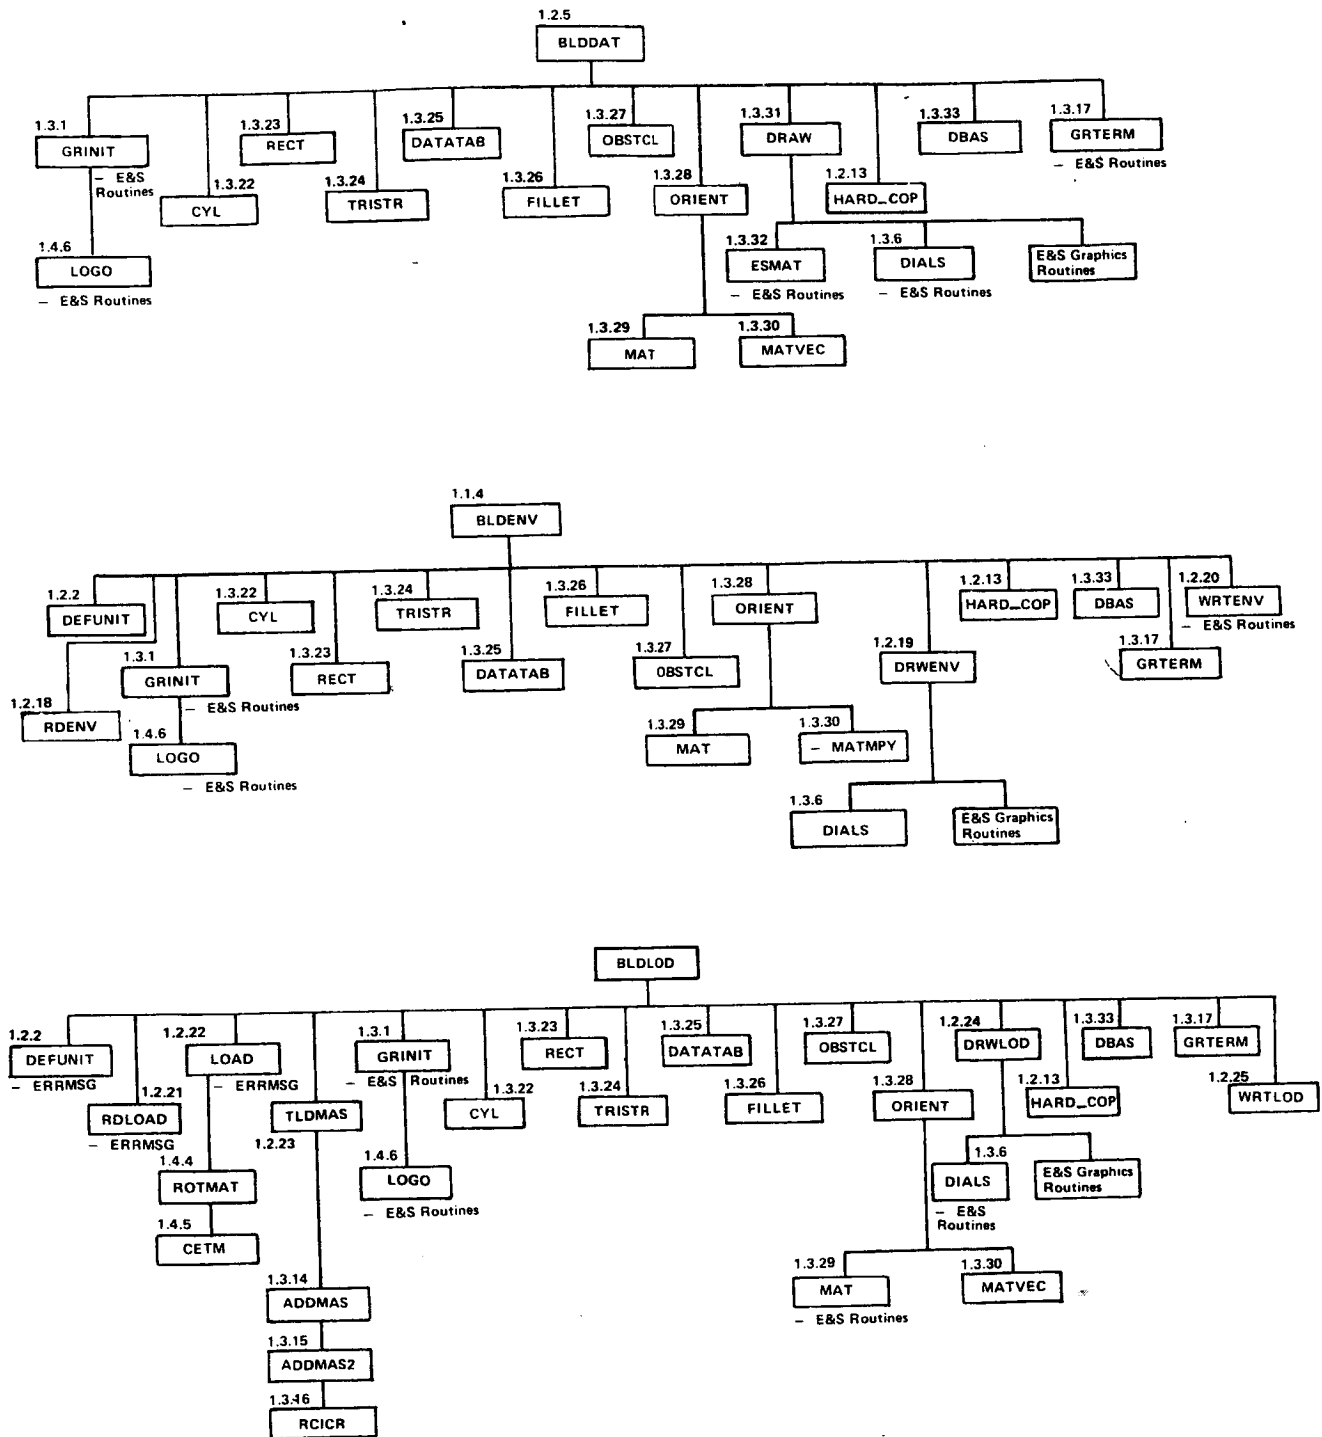 1.2.5
BLDDAT
1.3.1
GRINIT
– E&S
Routines
1.3.22
CYL
1.3.23
RECT
1.3.24
TRISTR
1.3.25
DATATAB
1.3.26
FILLET
1.3.27
OBSTCL
1.3.28
ORIENT
1.3.31
DRAW
1.2.13
HARD_COP
1.3.33
DBAS
1.3.17
GRTERM
– E&S Routines
1.4.6
LOGO
– E&S Routines
1.3.32
ESMAT
– E&S Routines
1.3.6
DIALS
– E&S Routines
E&S Graphics
Routines
1.3.29
MAT
1.3.30
MATVEC
1.1.4
BLDENV
1.2.2
DEFUNIT
1.2.18
RDENV
1.3.1
GRINIT
– E&S Routines
1.4.6
LOGO
– E&S Routines
1.3.22
CYL
1.3.23
RECT
1.3.24
TRISTR
1.3.25
DATATAB
1.3.26
FILLET
1.3.27
OBSTCL
1.3.28
ORIENT
1.3.29
MAT
1.3.30
– MATMPY
1.2.19
DRWENV
1.3.6
DIALS
E&S Graphics
Routines
1.2.13
HARD_COP
1.3.33
DBAS
1.3.17
GRTERM
1.2.20
WRTENV
– E&S Routines
BLDLOD
1.2.2
DEFUNIT
– ERRMSG
1.2.21
RDLOAD
– ERRMSG
1.2.22
LOAD
– ERRMSG
1.4.4
ROTMAT
1.4.5
CETM
TLDMAS
1.2.23
1.3.14
ADDMAS
1.3.15
ADDMAS2
1.3.16
RCICR
1.3.1
GRINIT
– E&S Routines
1.4.6
LOGO
– E&S Routines
CYL
1.3.22
1.3.23
RECT
1.3.24
TRISTR
1.3.25
DATATAB
1.3.26
FILLET
1.3.27
OBSTCL
1.3.28
ORIENT
1.3.29
MAT
– E&S Routines
1.3.30
MATVEC
1.2.24
DRWLOD
1.3.6
DIALS
– E&S
Routines
E&S Graphics
Routines
1.2.13
HARD_COP
1.3.33
DBAS
1.3.17
GRTERM
1.2.25
WRTLOD